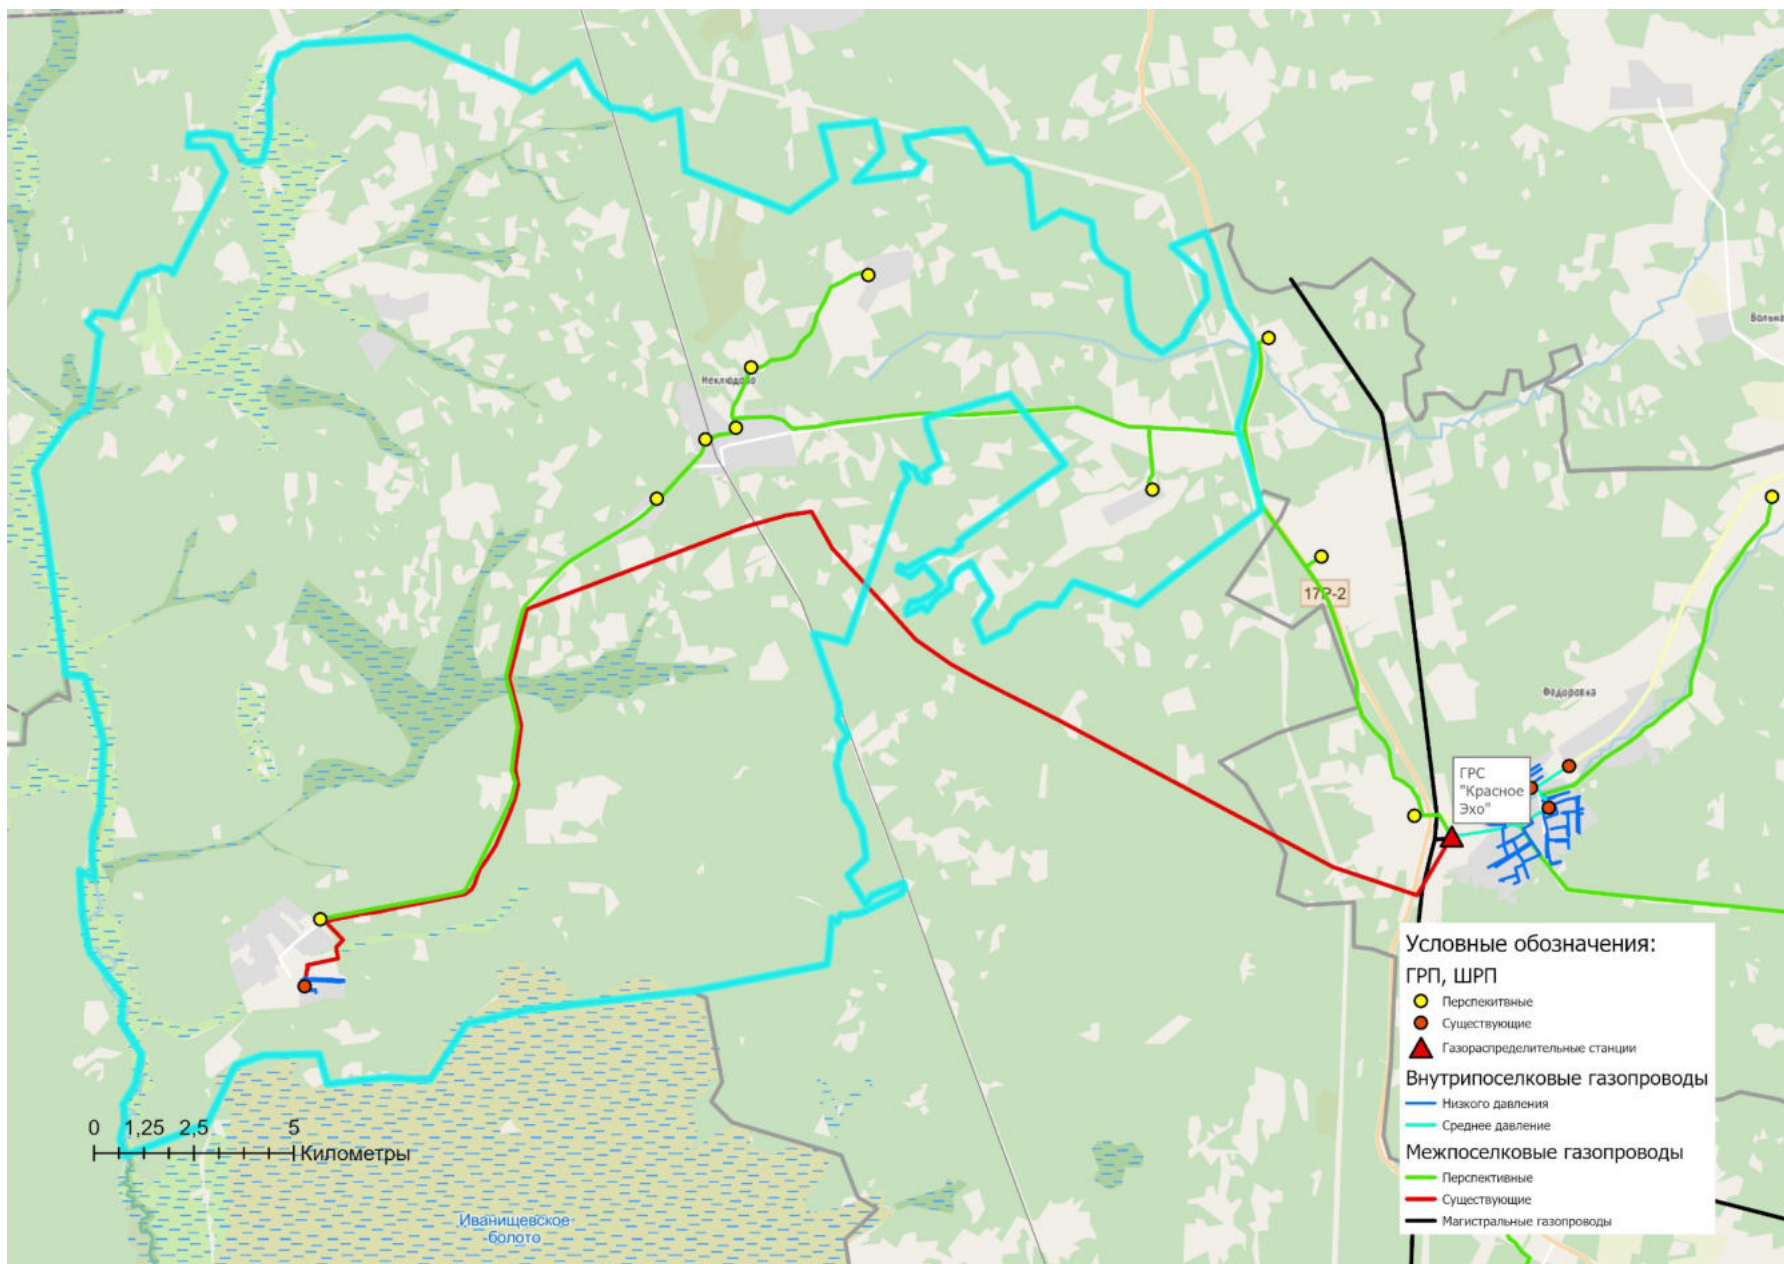 Неклюдово
Вольна
17Р-2
Федоровка
ГРС
"Красное
Эхо"
Условные обозначения:
ГРП, ШРП
Перспекитвные
Существующие
Газораспределительные станции
Внутрипоселковые газопроводы
Низкого давления
Среднее давление
Межпоселковые газопроводы
Перспективные
Существующие
Магистральные газопроводы
0 1,25 2,5 5
Километры
Иванищевское
болото